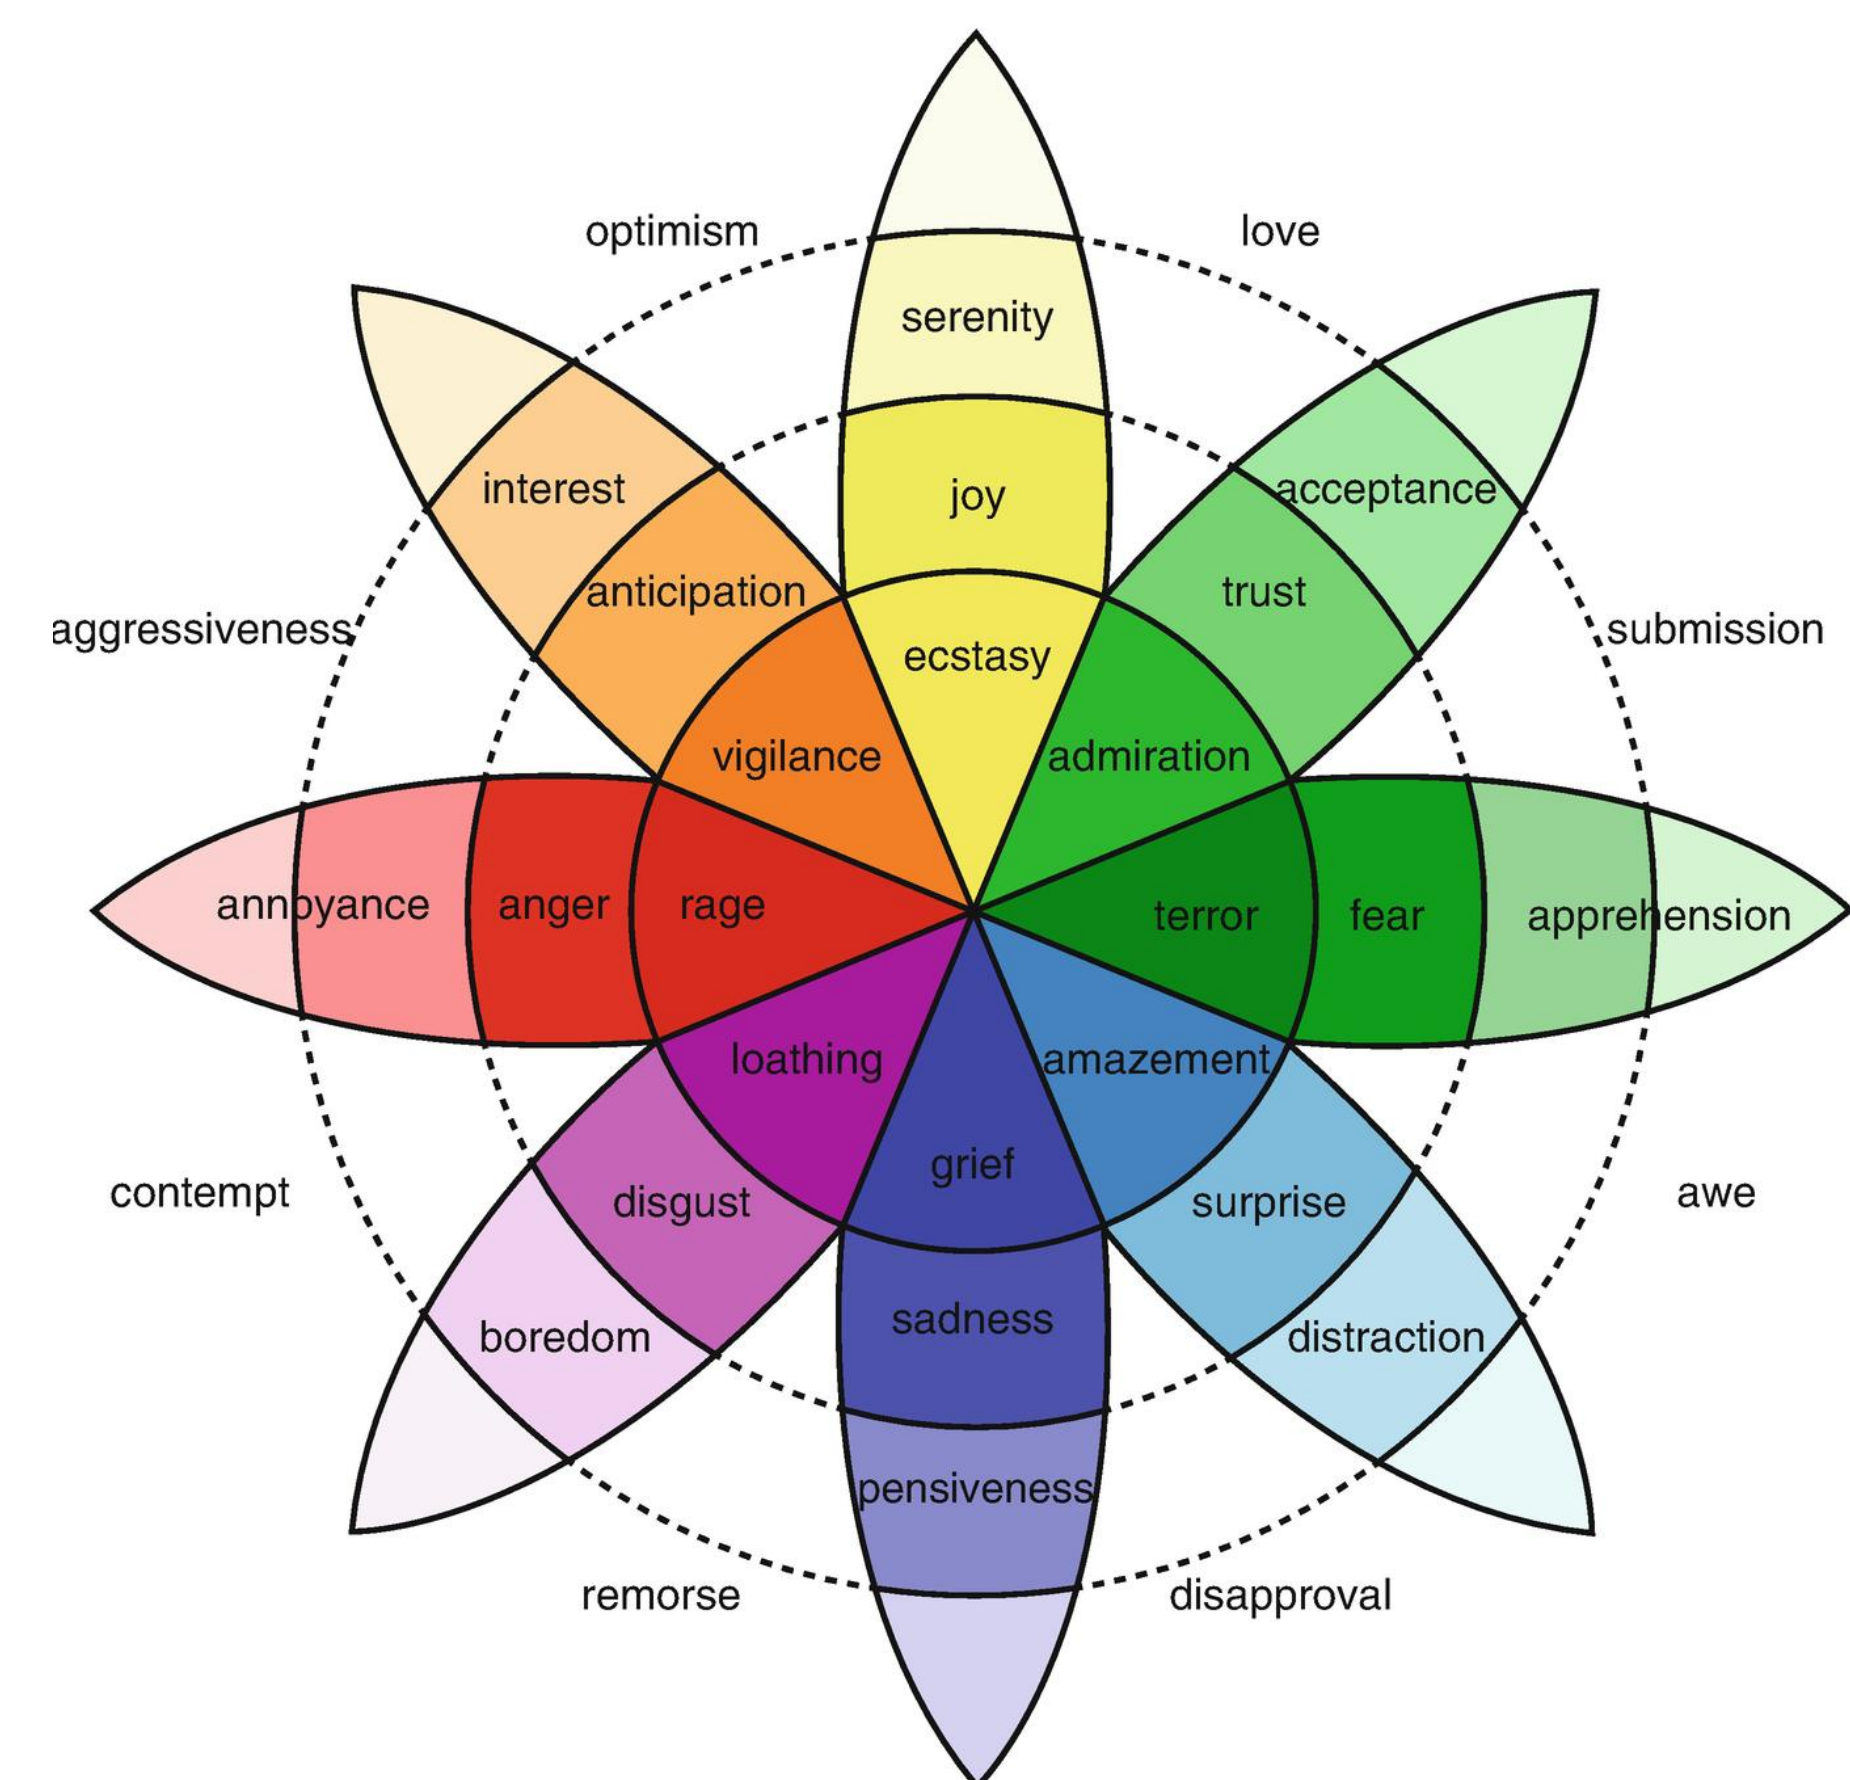 optimism
love
serenity
interest
joy
acceptance
anticipation
trust
aggressiveness
submission
ecstasy
vigilance
admiration
annoyance
anger
rage
terror
fear
apprehension
loathing
amazement
grief
contempt
awe
disgust
surprise
sadness
boredom
distraction
pensiveness
remorse
disapproval